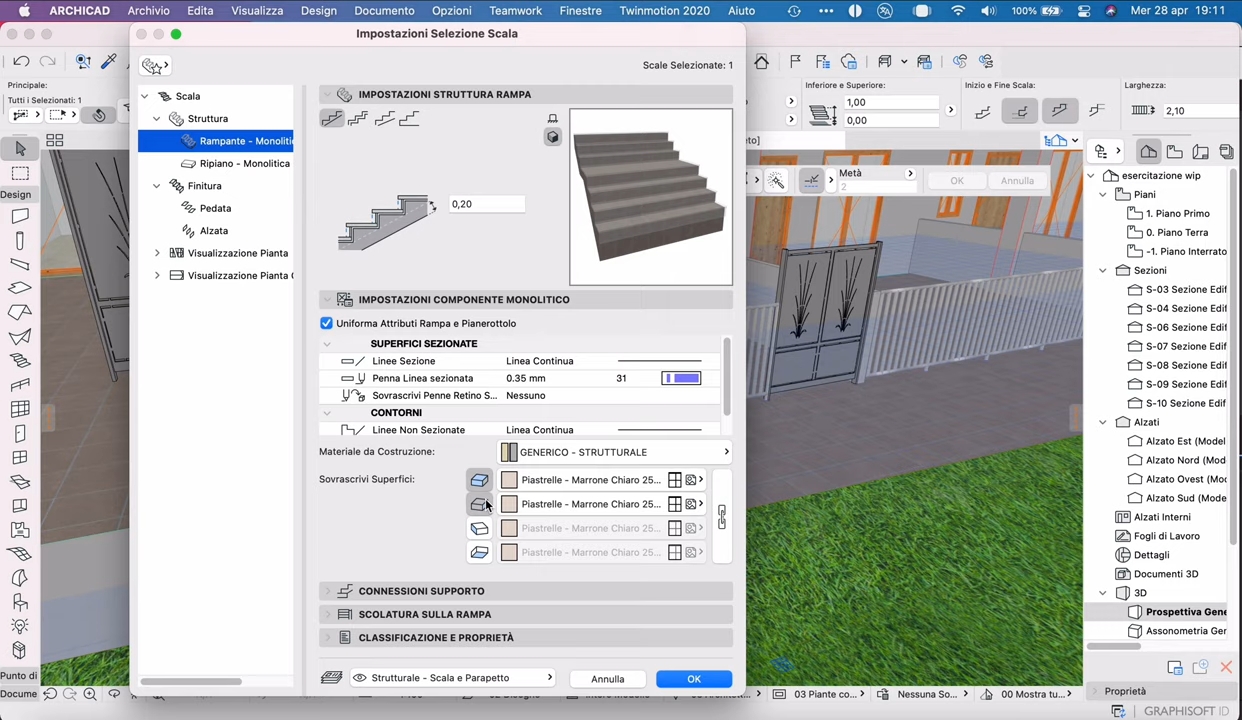 ARCHICAD Archivio Edita Visualizza Design Documento Opzioni Teamwork Finestre Twinmotion 2020 Aiuto 100% Mer 28 apr 19:11
Impostazioni Selezione Scala
Scale Selezionate: 1
Principale:
Tutti i Selezionati: 1
Inferiore e Superiore:
1,00
0,00
Inizio e Fine Scala:
Larghezza:
2,10
Metà
2
OK
Annulla
Design
Scala
Struttura
Rampante - Monoliti
Ripiano - Monolitica
Finitura
Pedata
Alzata
Visualizzazione Pianta
Visualizzazione Pianta
IMPOSTAZIONI STRUTTURA RAMPA
0,20
IMPOSTAZIONI COMPONENTE MONOLITICO
Uniforma Attributi Rampa e Pianerottolo
SUPERFICI SEZIONATE
Linee Sezione Linea Continua
Penna Linea sezionata 0.35 mm 31
Sovrascrivi Penne Retino S... Nessuno
CONTORNI
Linee Non Sezionate Linea Continua
Materiale da Costruzione: GENERICO - STRUTTURALE
Sovrascrivi Superfici: Piastrelle - Marrone Chiaro 25...
Piastrelle - Marrone Chiaro 25...
Piastrelle - Marrone Chiaro 25...
Piastrelle - Marrone Chiaro 25...
CONNESSIONI SUPPORTO
SCOLATURA SULLA RAMPA
CLASSIFICAZIONE E PROPRIETÀ
Strutturale - Scala e Parapetto
Annulla
OK
esercitazione wip
Piani
1. Piano Primo
0. Piano Terra
-1. Piano Interrato
Sezioni
S-03 Sezione Edif
S-04 Sezione Edif
S-06 Sezione Edif
S-07 Sezione Edif
S-08 Sezione Edif
S-09 Sezione Edif
S-10 Sezione Edif
Alzati
Alzato Est (Model
Alzato Nord (Mode
Alzato Ovest (Mode
Alzato Sud (Mode
Alzati Interni
Fogli di Lavoro
Dettagli
Documenti 3D
3D
Prospettiva Gene
Assonometria Ger
Proprietà
Punto di
Docume
03 Piante co...
Nessuna So...
00 Mostra tu...
GRAPHISOFT ID